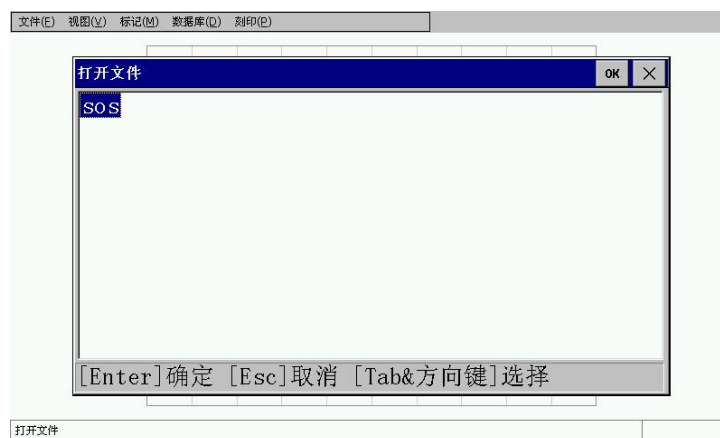 文件(F) 视图(V) 标记(M) 数据库(D) 刻印(P)
打开文件 OK
sos
[Enter]确定 [Esc]取消 [Tab&方向键]选择
打开文件